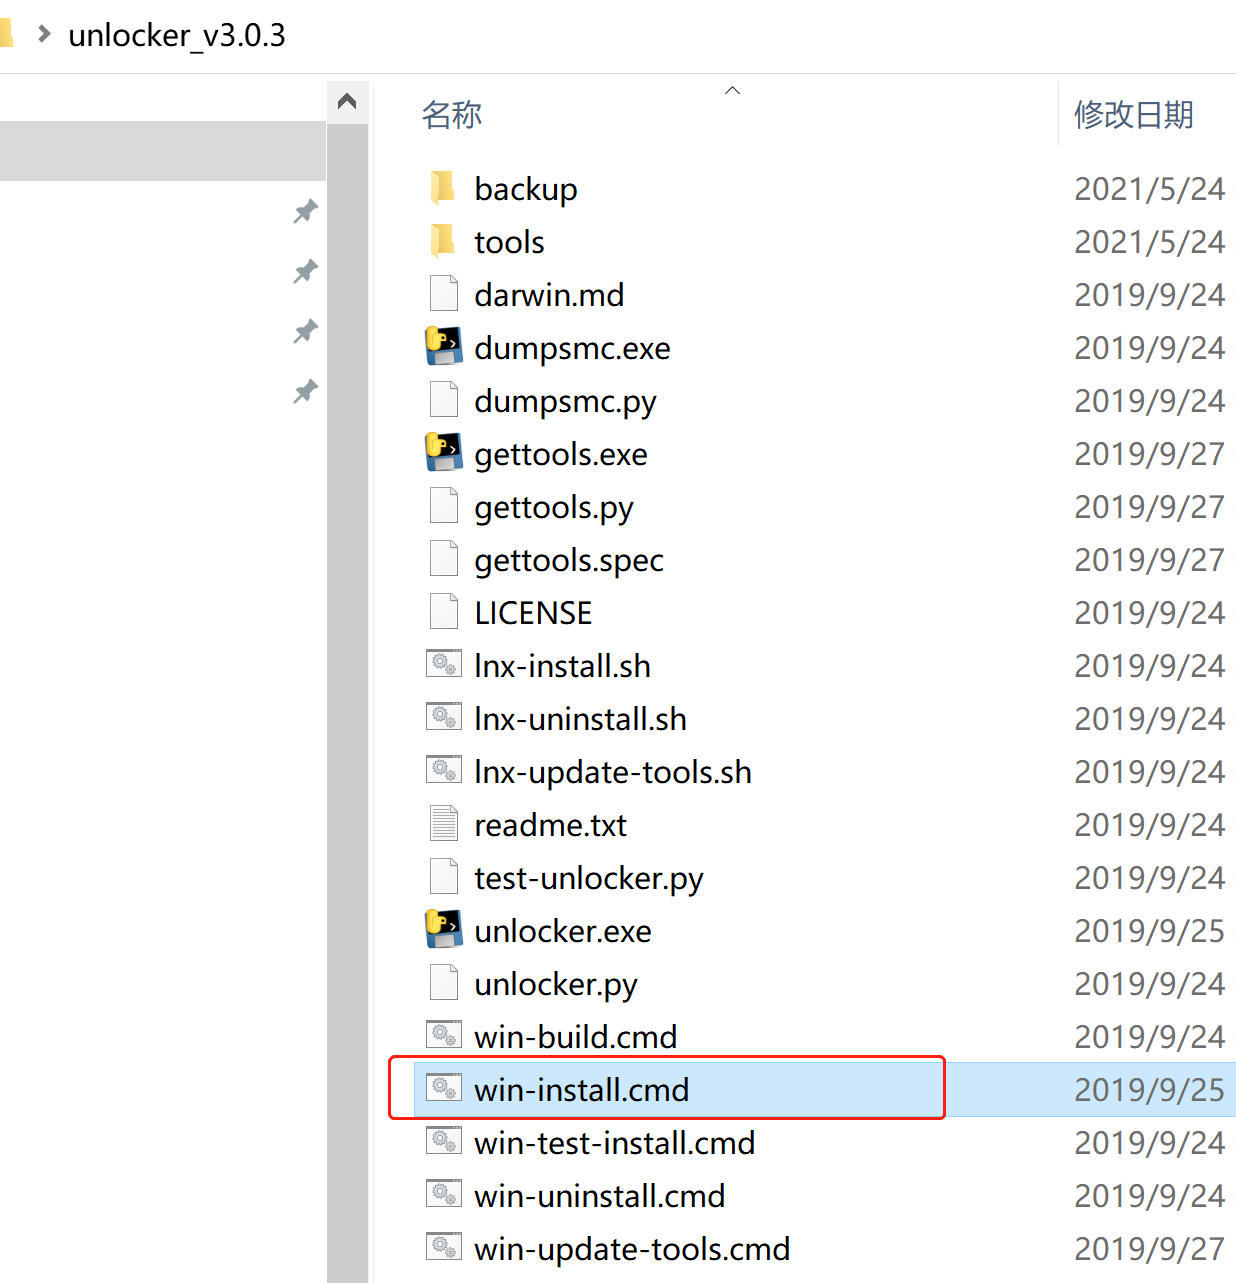 unlocker_v3.0.3
名称 修改日期
backup 2021/5/24
tools 2021/5/24
darwin.md 2019/9/24
dumpsmc.exe 2019/9/24
dumpsmc.py 2019/9/24
gettools.exe 2019/9/27
gettools.py 2019/9/27
gettools.spec 2019/9/27
LICENSE 2019/9/24
lnx-install.sh 2019/9/24
lnx-uninstall.sh 2019/9/24
lnx-update-tools.sh 2019/9/24
readme.txt 2019/9/24
test-unlocker.py 2019/9/24
unlocker.exe 2019/9/25
unlocker.py 2019/9/24
win-build.cmd 2019/9/24
win-install.cmd 2019/9/25
win-test-install.cmd 2019/9/24
win-uninstall.cmd 2019/9/24
win-update-tools.cmd 2019/9/27